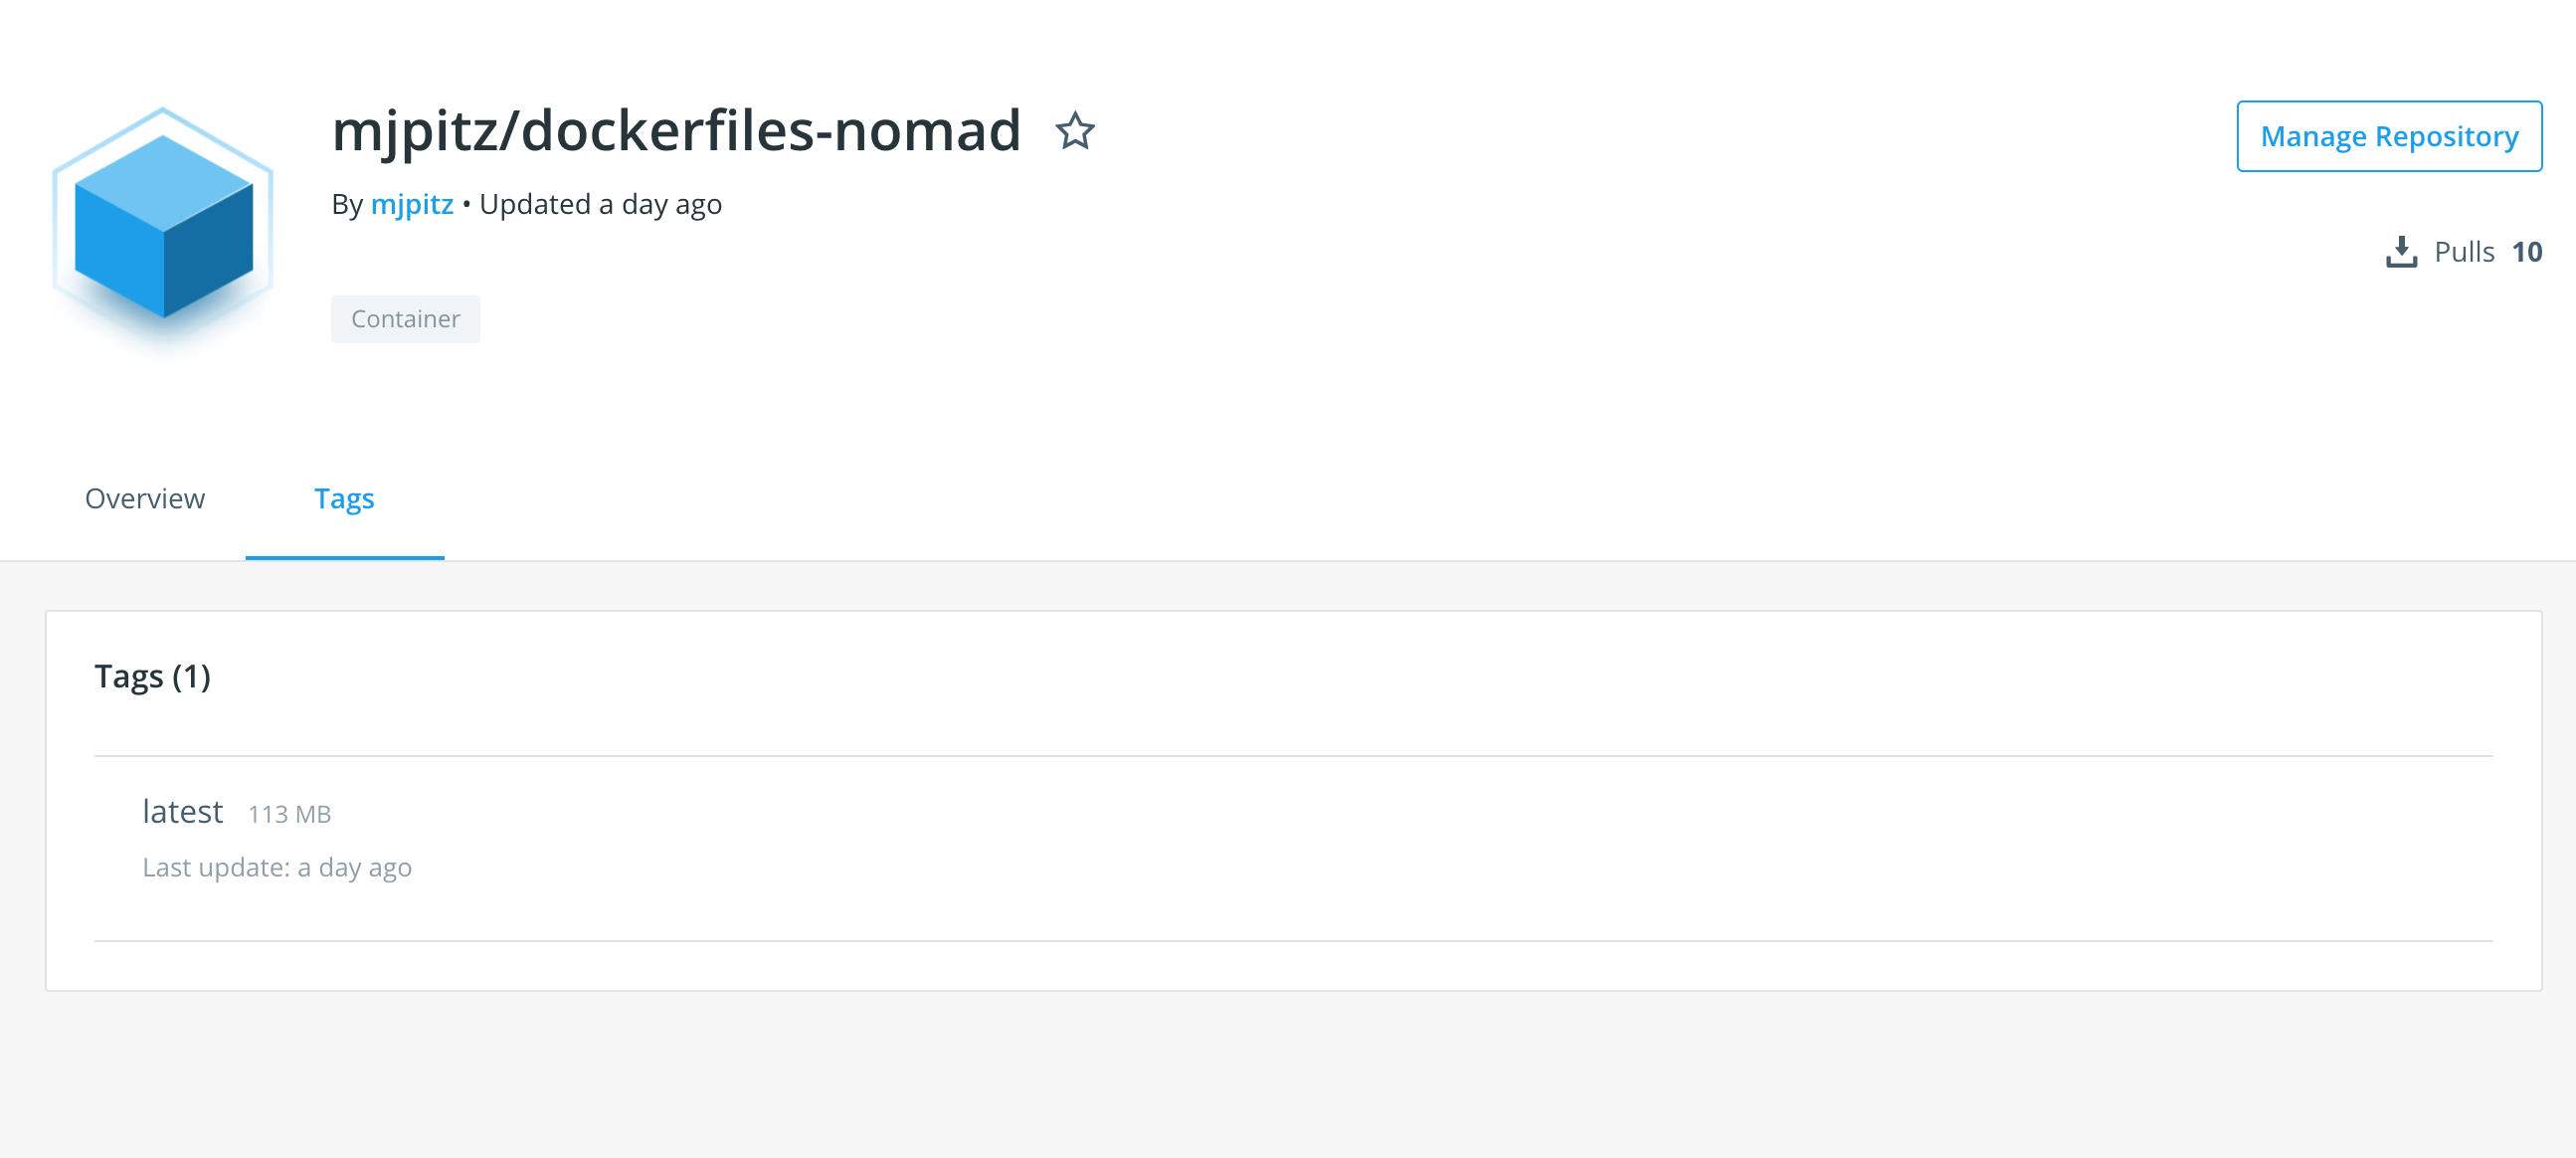 mjpitz/dockerfiles-nomad
Manage Repository
By mjpitz • Updated a day ago
Pulls 10
Container
Overview Tags
Tags (1)
latest 113 MB
Last update: a day ago